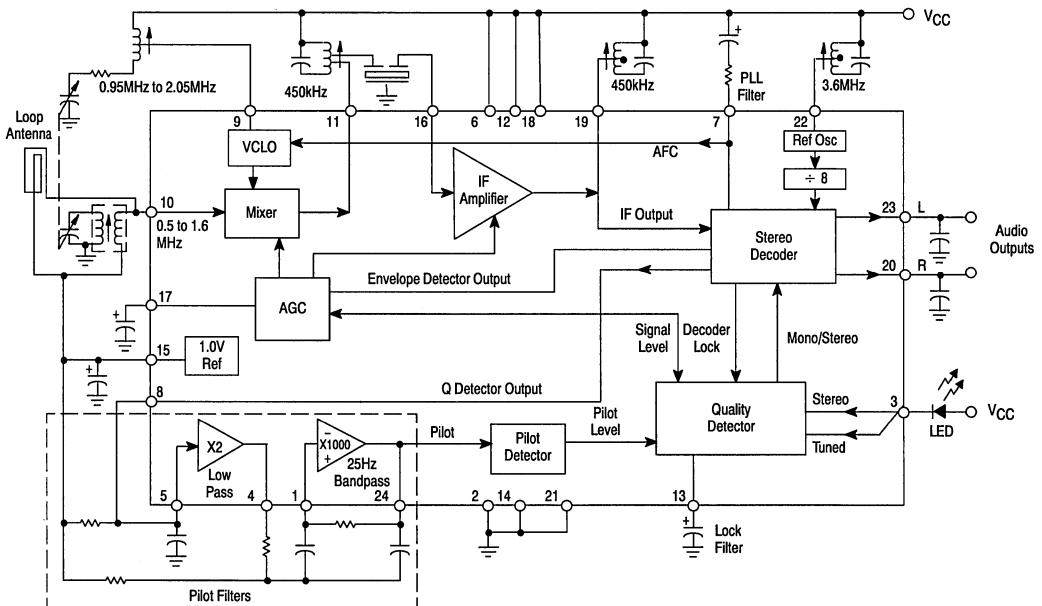 VCC
0.95MHz to 2.05MHz
450kHz
450kHz
PLL
Filter
3.6MHz
Loop
Antenna
9
11
16
6
12
18
19
7
22
VCLO
AFC
Ref Osc
÷ 8
10
0.5 to 1.6
MHz
Mixer
IF
Amplifier
IF Output
Stereo
Decoder
23
L
20
R
Audio
Outputs
Envelope Detector Output
17
AGC
Signal
Level
Decoder
Lock
Mono/Stereo
15
1.0V
Ref
8
Q Detector Output
Quality
Detector
Stereo
Tuned
3
LED
VCC
X2
Low
Pass
–
X1000
+
25Hz
Bandpass
Pilot
Pilot
Detector
Pilot
Level
5
4
1
24
2
14
21
13
+
+
+
+
Lock
Filter
Pilot Filters